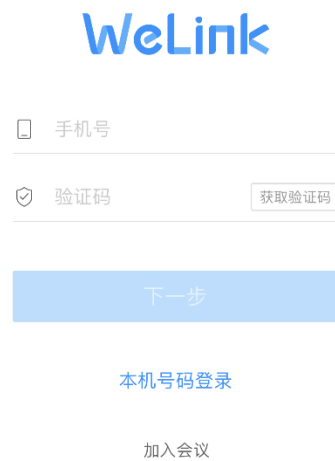 WeLink
手机号
验证码 获取验证码
下一步
本机号码登录
加入会议